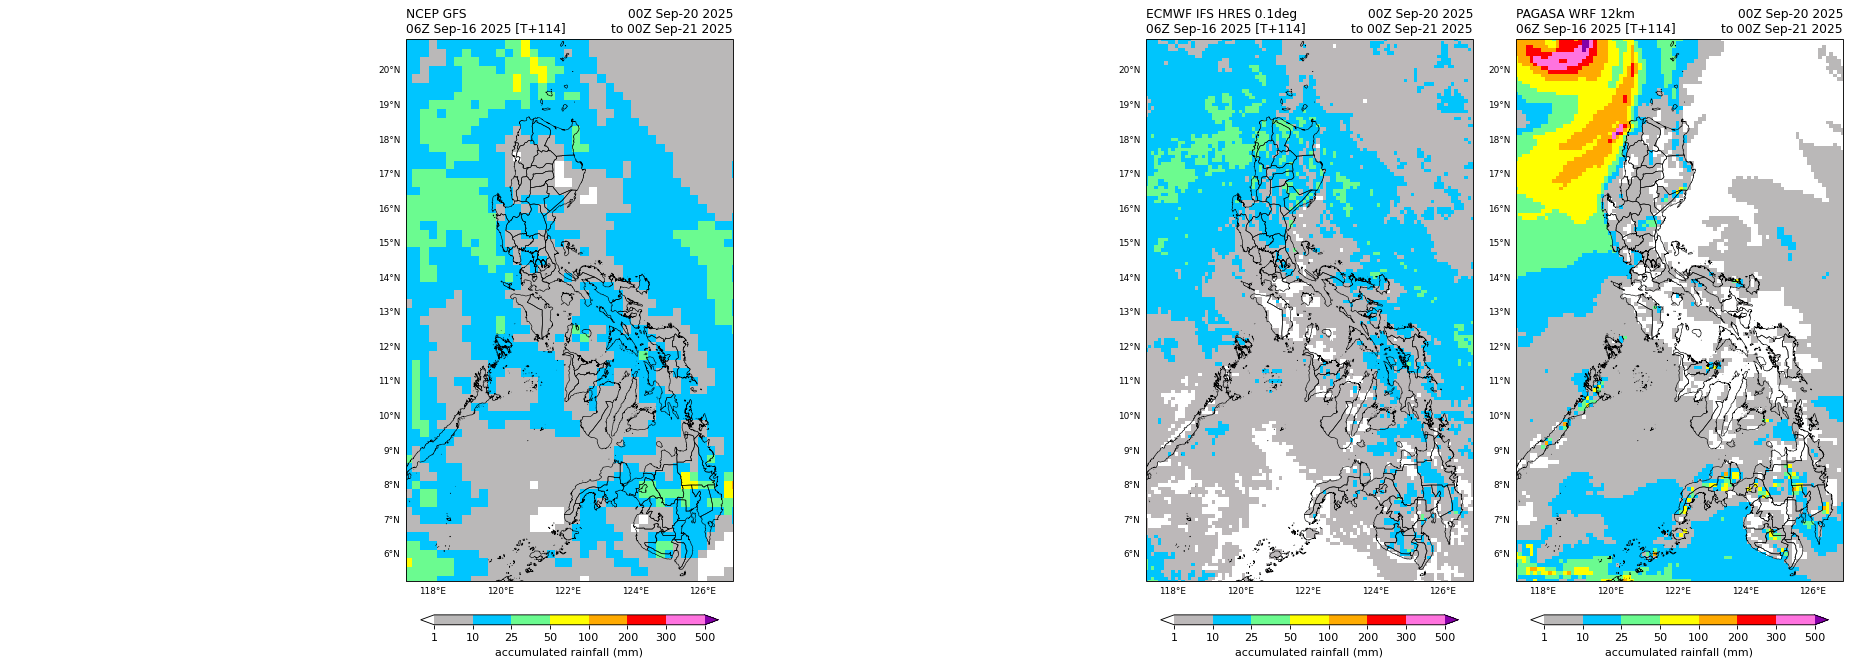 NCEP GFS 00Z Sep-20 2025
06Z Sep-16 2025 [T+114] to 00Z Sep-21 2025
20°N
19°N
18°N
17°N
16°N
15°N
14°N
13°N
12°N
11°N
10°N
9°N
8°N
7°N
6°N
118°E 120°E 122°E 124°E 126°E
1 10 25 50 100 200 300 500
accumulated rainfall (mm)
ECMWF IFS HRES 0.1deg 00Z Sep-20 2025
06Z Sep-16 2025 [T+114] to 00Z Sep-21 2025
20°N
19°N
18°N
17°N
16°N
15°N
14°N
13°N
12°N
11°N
10°N
9°N
8°N
7°N
6°N
118°E 120°E 122°E 124°E 126°E
1 10 25 50 100 200 300 500
accumulated rainfall (mm)
PAGASA WRF 12km 00Z Sep-20 2025
06Z Sep-16 2025 [T+114] to 00Z Sep-21 2025
20°N
19°N
18°N
17°N
16°N
15°N
14°N
13°N
12°N
11°N
10°N
9°N
8°N
7°N
6°N
118°E 120°E 122°E 124°E 126°E
1 10 25 50 100 200 300 500
accumulated rainfall (mm)